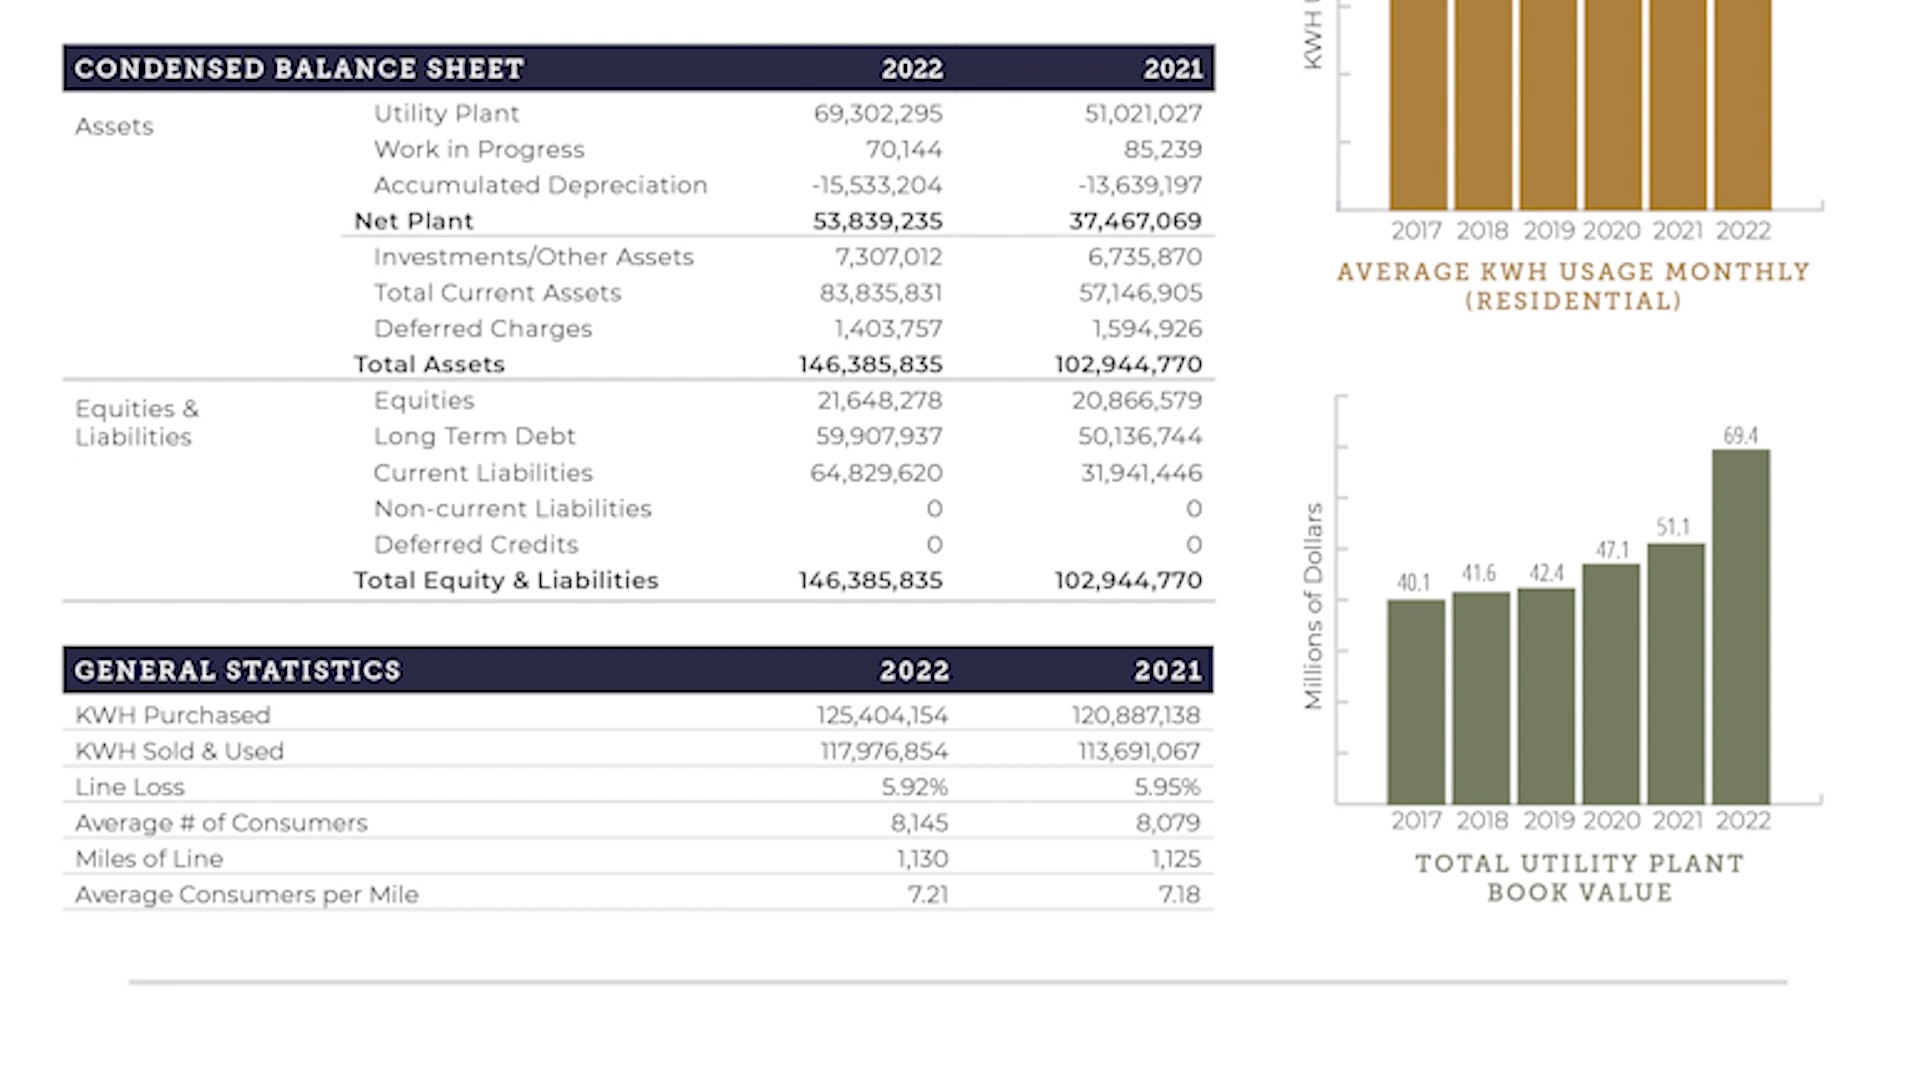 CONDENSED BALANCE SHEET 2022 2021
Assets
Utility Plant 69,302,295 51,021,027
Work in Progress 70,144 85,239
Accumulated Depreciation -15,533,204 -13,639,197
Net Plant 53,839,235 37,467,069
Investments/Other Assets 7,307,012 6,735,870
Total Current Assets 83,835,831 57,146,905
Deferred Charges 1,403,757 1,594,926
Total Assets 146,385,835 102,944,770
Equities &
Liabilities
Equities 21,648,278 20,866,579
Long Term Debt 59,907,937 50,136,744
Current Liabilities 64,829,620 31,941,446
Non-current Liabilities 0 0
Deferred Credits 0 0
Total Equity & Liabilities 146,385,835 102,944,770
GENERAL STATISTICS 2022 2021
KWH Purchased 125,404,154 120,887,138
KWH Sold & Used 117,976,854 113,691,067
Line Loss 5.92% 5.95%
Average # of Consumers 8,145 8,079
Miles of Line 1,130 1,125
Average Consumers per Mile 7.21 7.18
KWH
2017 2018 2019 2020 2021 2022
AVERAGE KWH USAGE MONTHLY
(RESIDENTIAL)
Millions of Dollars
40.1 41.6 42.4 47.1 51.1 69.4
2017 2018 2019 2020 2021 2022
TOTAL UTILITY PLANT
BOOK VALUE